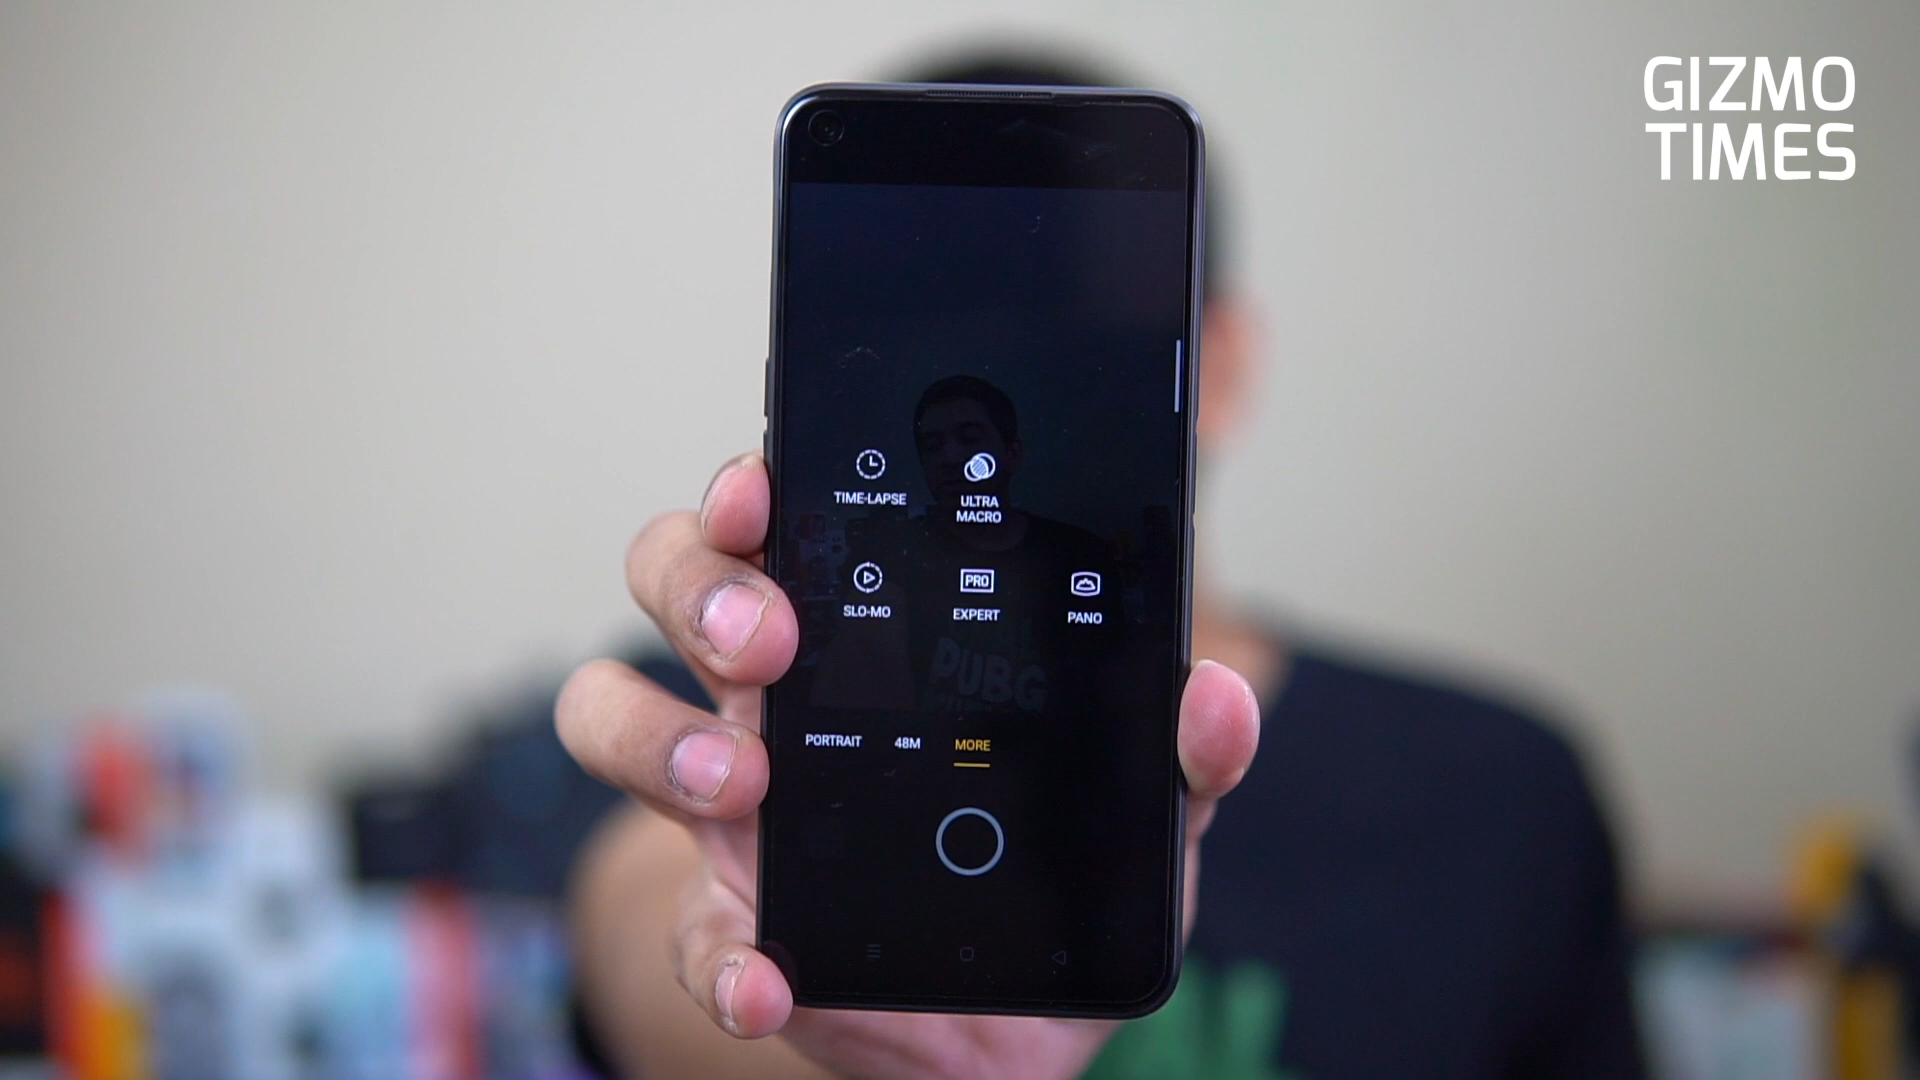 GIZMO
TIMES
TIME-LAPSE
ULTRA
MACRO
SLO-MO
PRO
EXPERT
PANO
PUBG
PORTRAIT
48M
MORE